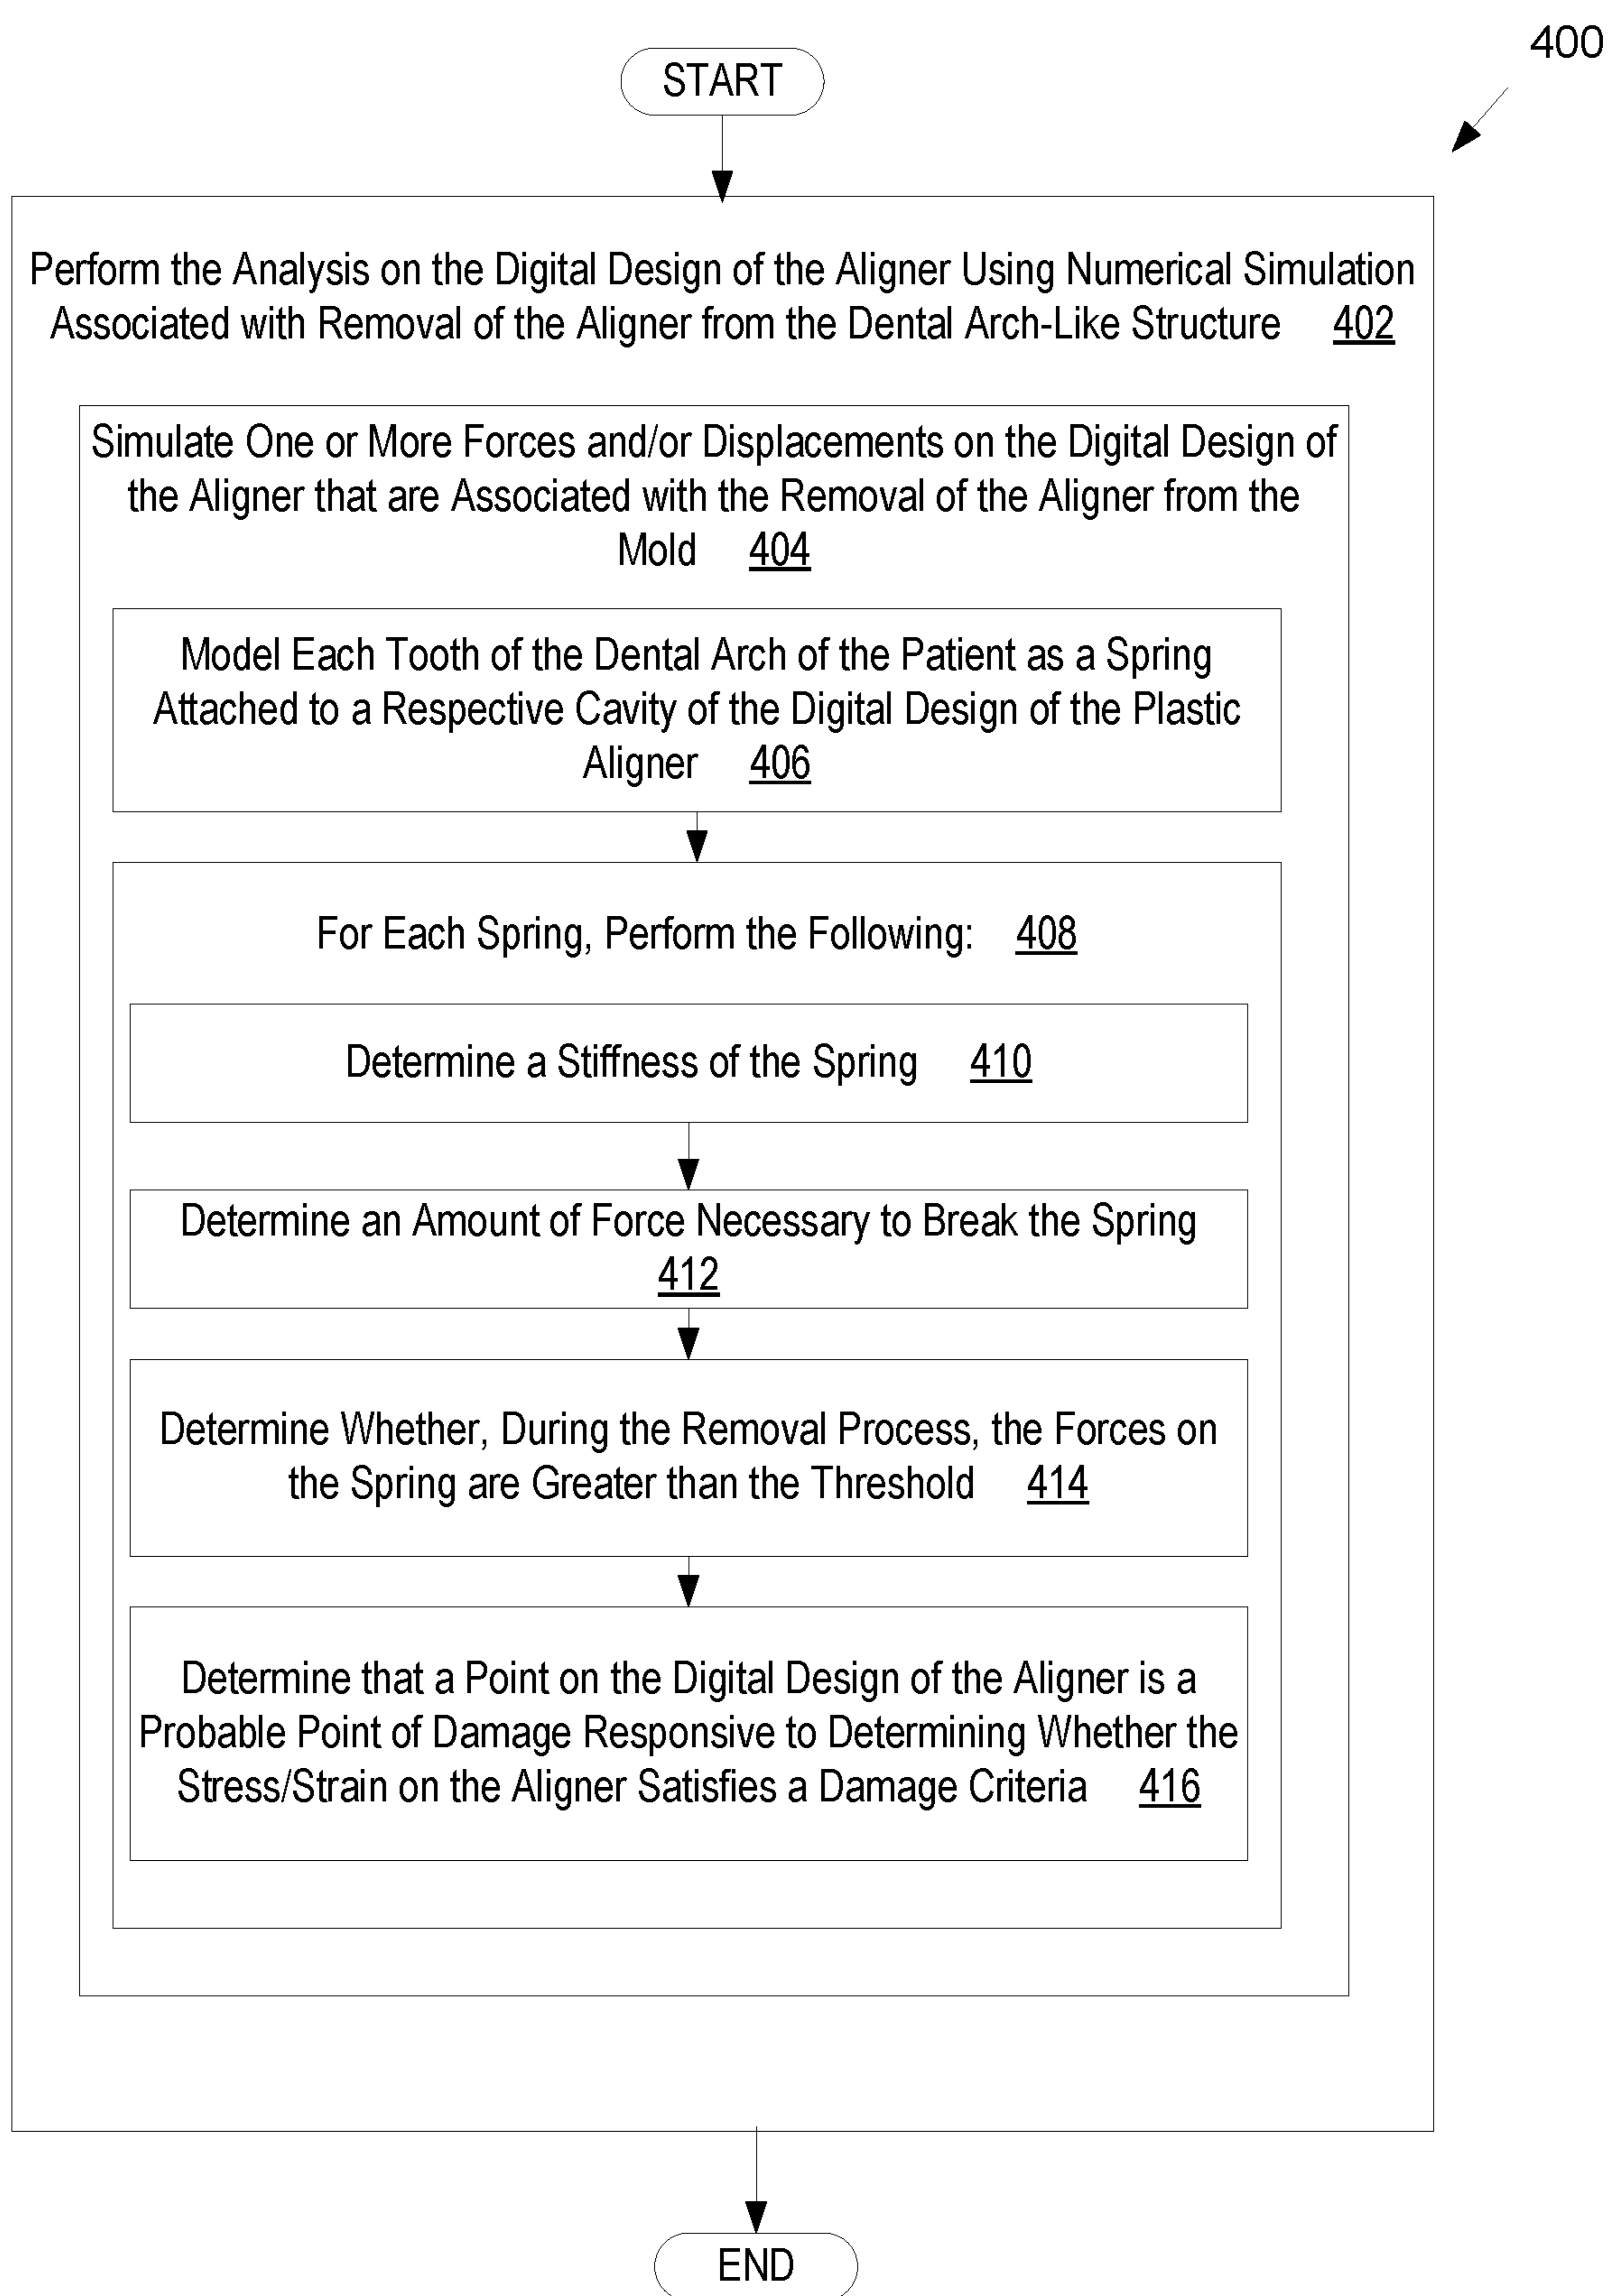 400
START
Perform the Analysis on the Digital Design of the Aligner Using Numerical Simulation
Associated with Removal of the Aligner from the Dental Arch-Like Structure 402
Simulate One or More Forces and/or Displacements on the Digital Design of
the Aligner that are Associated with the Removal of the Aligner from the
Mold 404
Model Each Tooth of the Dental Arch of the Patient as a Spring
Attached to a Respective Cavity of the Digital Design of the Plastic
Aligner 406
For Each Spring, Perform the Following: 408
Determine a Stiffness of the Spring 410
Determine an Amount of Force Necessary to Break the Spring
412
Determine Whether, During the Removal Process, the Forces on
the Spring are Greater than the Threshold 414
Determine that a Point on the Digital Design of the Aligner is a
Probable Point of Damage Responsive to Determining Whether the
Stress/Strain on the Aligner Satisfies a Damage Criteria 416
END